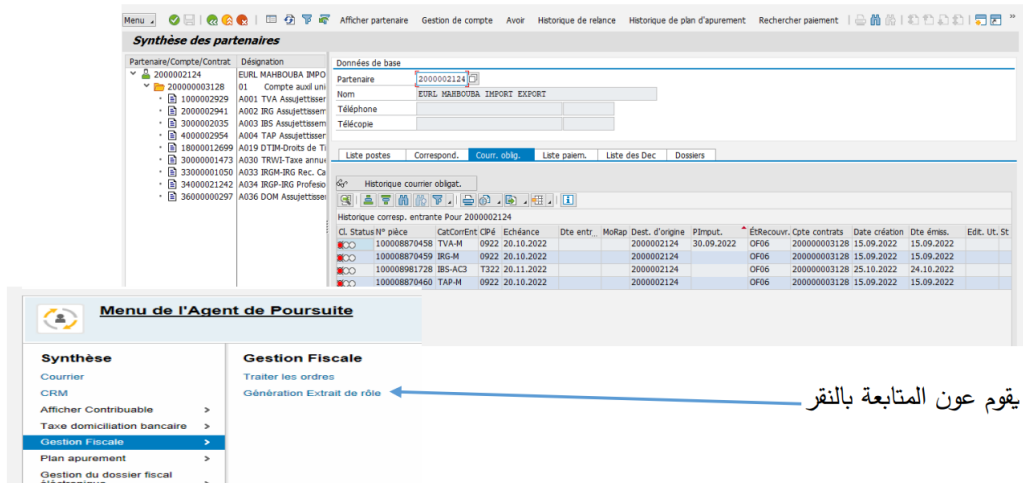 Menu Afficher partenaire Gestion de compte Avoir Historique de relance Historique de plan d'apurement Rechercher paiement »
Synthèse des partenaires
Partenaire/Compte/Contrat Désignation
2000002124 EURL MAHBOUBA IMPO
200000003128 01 Compte auxil uni
1000002929 A001 TVA Assujettisser
2000002941 A002 IRG Assujettissem
3000002035 A003 IBS Assujettissem
4000002954 A004 TAP Assujettisser
18000012699 A019 DTIM-Droits de Ti
30000001473 A030 TRWI-Taxe annu
33000001050 A033 IRGM-IRG Rec. Ca
34000021242 A034 IRGP-IRG Profesio
36000000297 A036 DOM Assujettisser
Données de base
Partenaire 2000002124
Nom EURL MAHBOUBA IMPORT EXPORT
Téléphone
Télécopie
Liste postes Correspond. Courr. oblig. Liste paiem. Liste des Dec Dossiers
Historique courrier obligat.
Historique corresp. entrante Pour 2000002124
Cl. Status N° pièce CatCorrEnt ClPé Echéance Dte entr.. MoRap Dest. d'origine PImput. ÉtRecouvr. Cpte contrats Date création Dte émiss. Edit. Ut. St
100008870458 TVA-M 0922 20.10.2022 2000002124 30.09.2022 OF06 200000003128 15.09.2022 15.09.2022
100008870459 IRG-M 0922 20.10.2022 2000002124 OF06 200000003128 15.09.2022 15.09.2022
100008981728 IBS-AC3 T322 20.11.2022 2000002124 OF06 200000003128 25.10.2022 24.10.2022
100008870460 TAP-M 0922 20.10.2022 2000002124 OF06 200000003128 15.09.2022 15.09.2022
Menu de l'Agent de Poursuite
Synthèse
Courrier
CRM
Afficher Contribuable >
Taxe domiciliation bancaire >
Gestion Fiscale >
Plan apurement >
Gestion du dossier fiscal
Gestion Fiscale
Traiter les ordres
Génération Extrait de rôle
يقوم عون المتابعة بالنقر